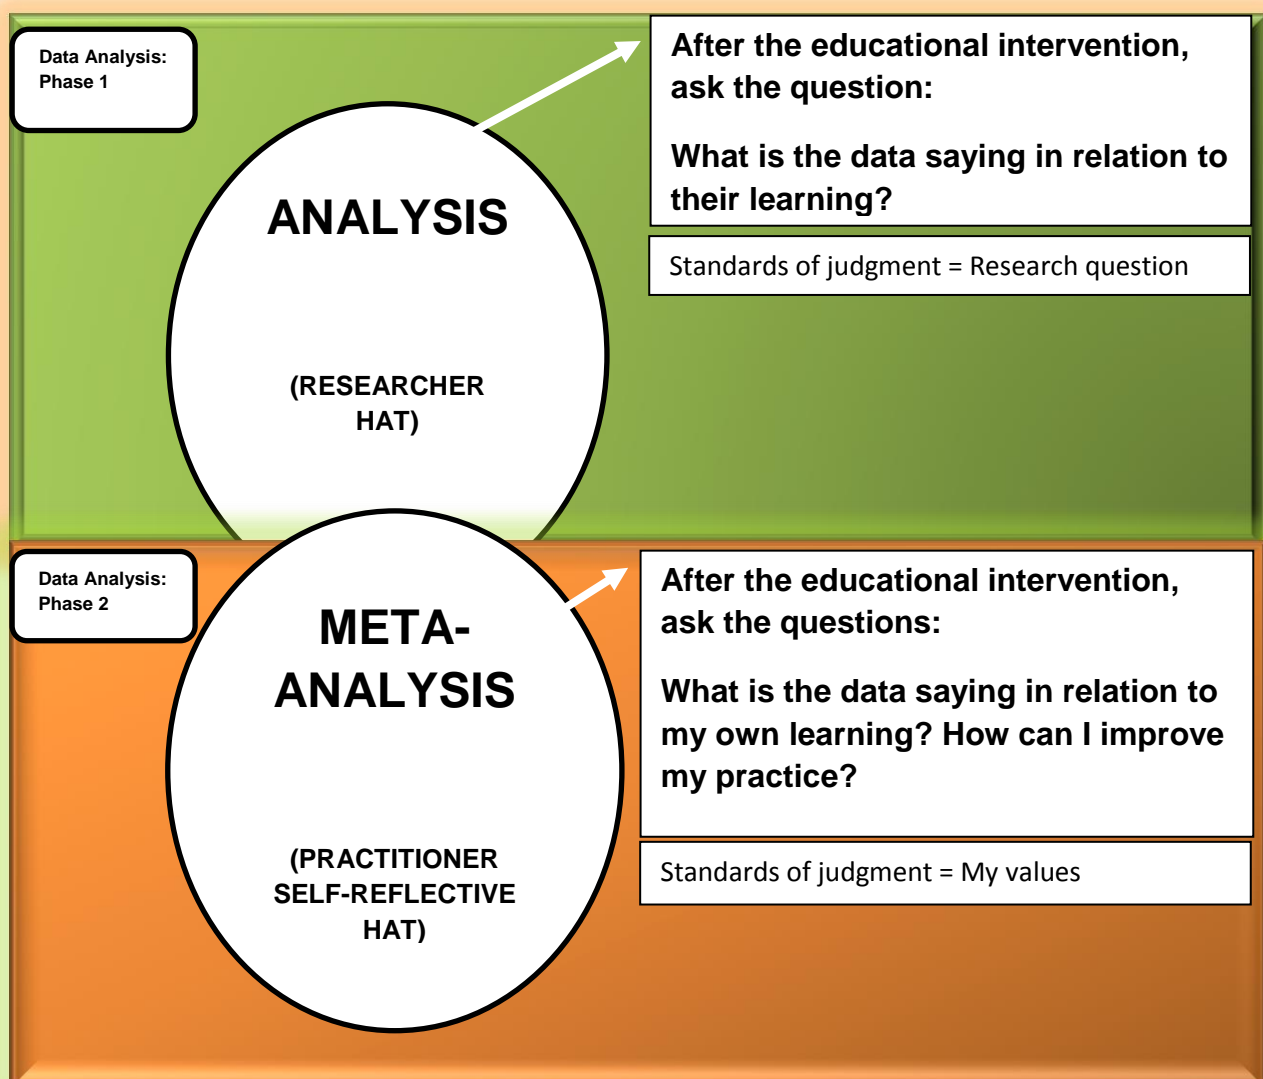 Data Analysis:
Phase 1
After the educational intervention,
ask the question:
What is the data saying in relation to
their learning?
Standards of judgment = Research question
ANALYSIS
(RESEARCHER
HAT)
Data Analysis:
Phase 2
After the educational intervention,
ask the questions:
What is the data saying in relation to
my own learning? How can I improve
my practice?
Standards of judgment = My values
META-
ANALYSIS
(PRACTITIONER
SELF-REFLECTIVE
HAT)